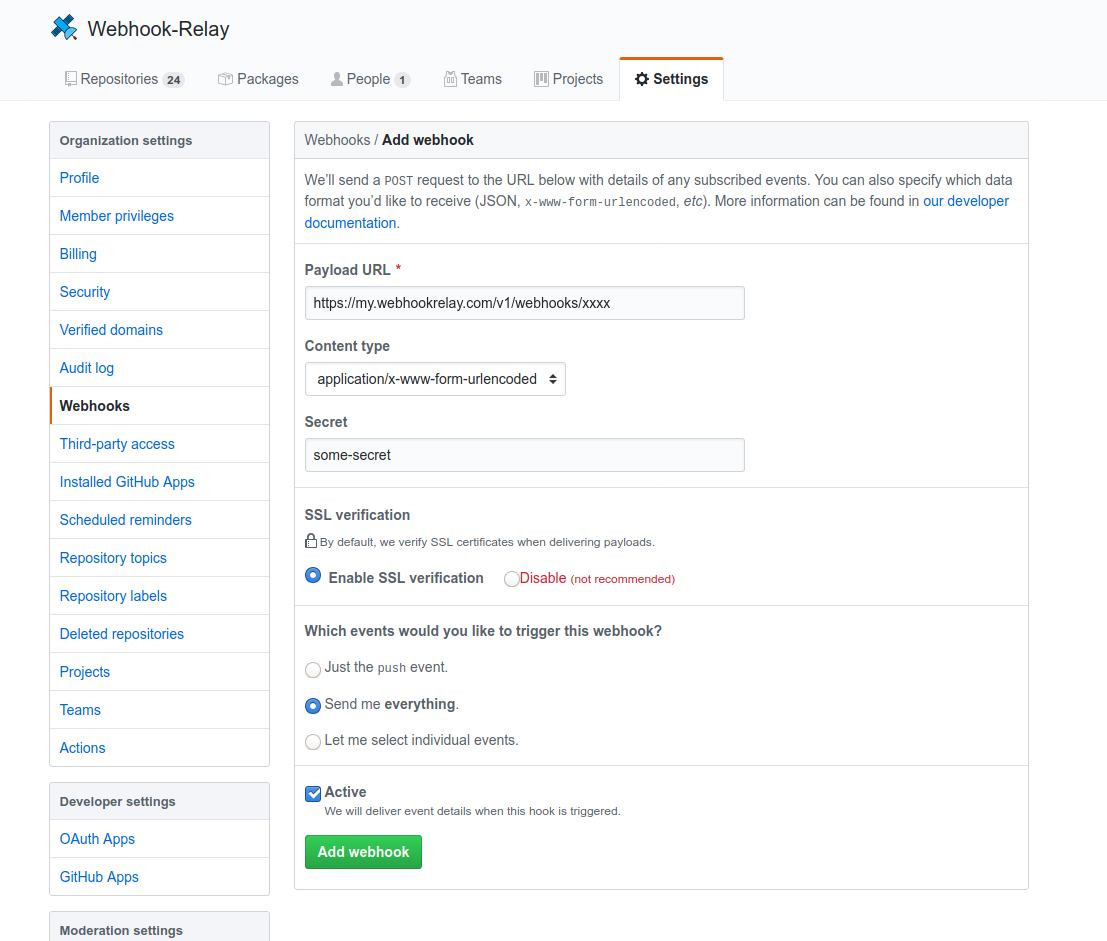 Webhook-Relay
Repositories 24 Packages People 1 Teams Projects Settings
Organization settings
Profile
Member privileges
Billing
Security
Verified domains
Audit log
Webhooks
Third-party access
Installed GitHub Apps
Scheduled reminders
Repository topics
Repository labels
Deleted repositories
Projects
Teams
Actions
Developer settings
OAuth Apps
GitHub Apps
Moderation settings
Webhooks / Add webhook
We’ll send a POST request to the URL below with details of any subscribed events. You can also specify which data
format you’d like to receive (JSON, x-www-form-urlencoded, etc). More information can be found in our developer
documentation.
Payload URL *
https://my.webhookrelay.com/v1/webhooks/xxxx
Content type
application/x-www-form-urlencoded
Secret
some-secret
SSL verification
By default, we verify SSL certificates when delivering payloads.
Enable SSL verification Disable (not recommended)
Which events would you like to trigger this webhook?
Just the push event.
Send me everything.
Let me select individual events.
Active
We will deliver event details when this hook is triggered.
Add webhook